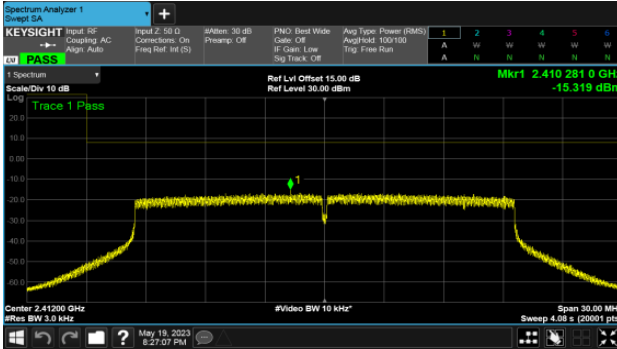 Spectrum Analyzer 1
Swept SA
+
KEYSIGHT
Input: RF
Coupling: AC
Align: Auto
Input Z: 50 Ω
Corrections: On
Freq Ref: Int (S)
#Atten: 30 dB
Preamp: Off
PNO: Best Wide
Gate: Off
IF Gain: Low
Sig Track: Off
Avg Type: Power (RMS)
AvgHold: 100/100
Trig: Free Run
1 2 3 4 5 6
A W W W W W
A N N N N N
LXI PASS
1 Spectrum
Scale/Div 10 dB
Ref Lvl Offset 15.00 dB
Ref Level 30.00 dBm
Mkr1 2.410 281 0 GHz
-15.319 dBm
Log
Trace 1 Pass
20.0
10.0
0.00
-10.0
1
-20.0
-30.0
-40.0
-50.0
-60.0
Center 2.41200 GHz
#Res BW 3.0 kHz
#Video BW 10 kHz*
Span 30.00 MH
Sweep 4.08 s (20001 pts
?
May 19, 2023
8:27:07 PM